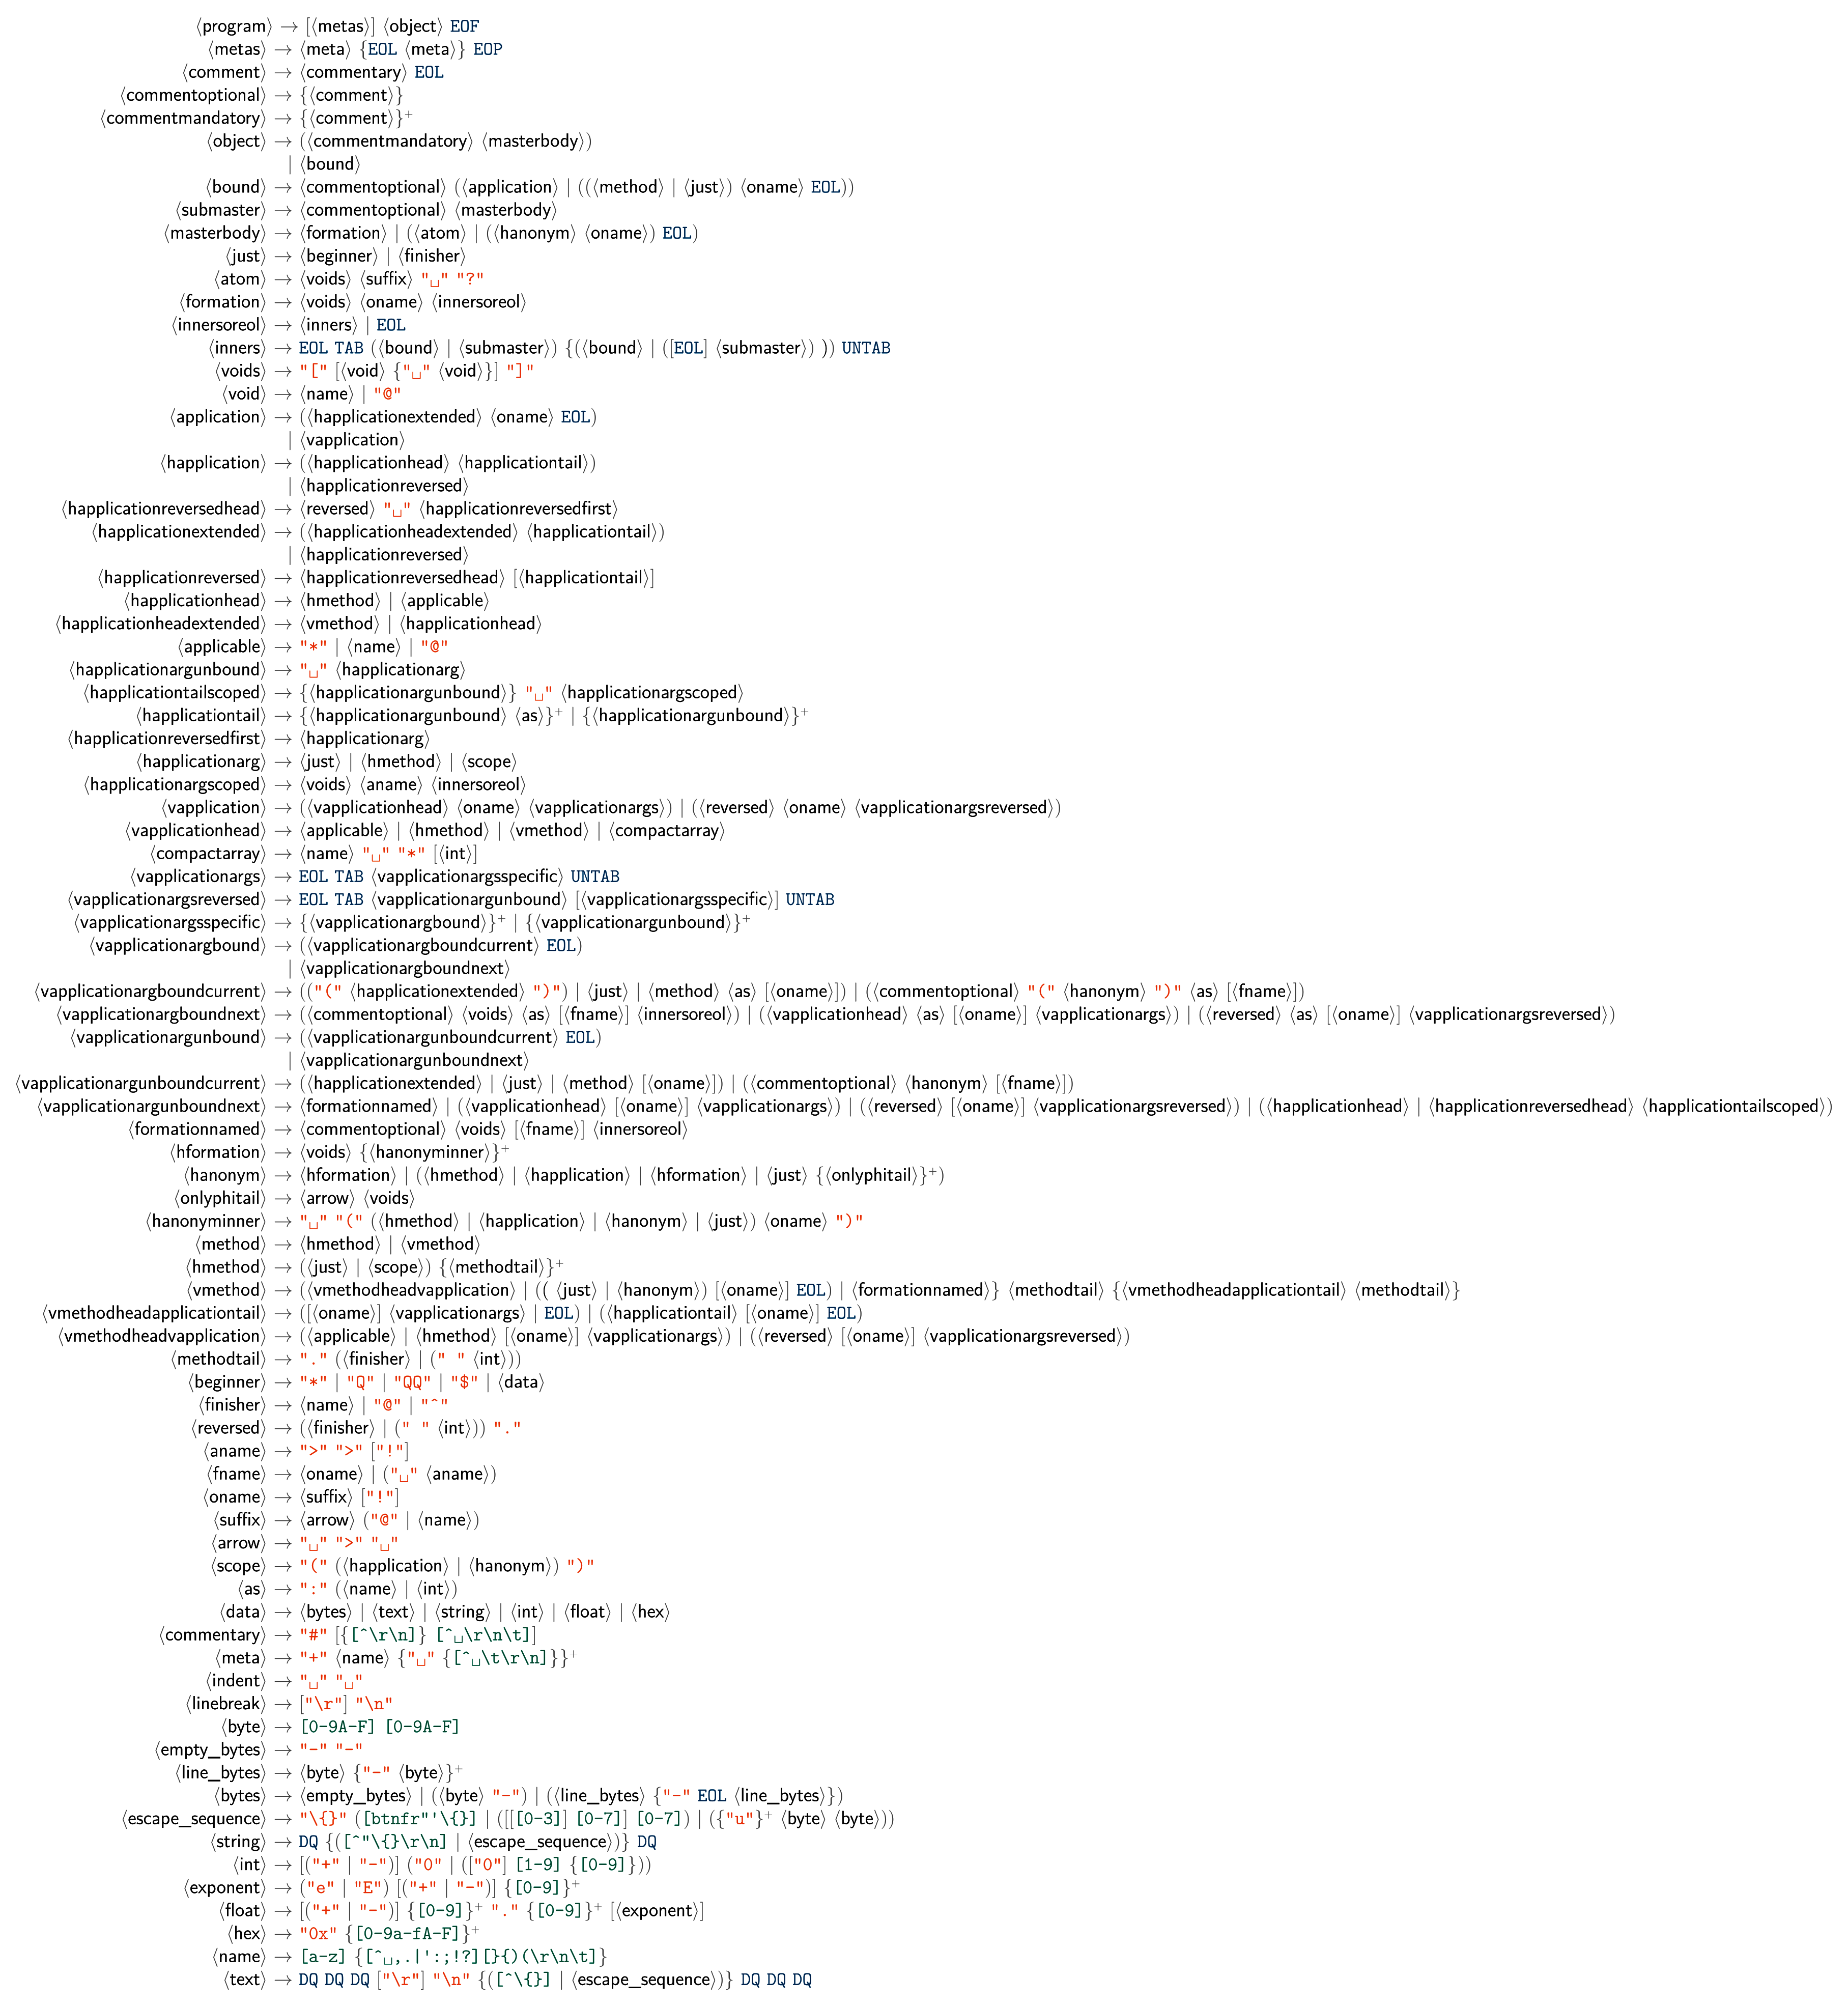 ⟨program⟩ → [⟨metas⟩] ⟨object⟩ EOF
⟨metas⟩ → ⟨meta⟩ {EOL ⟨meta⟩} EOP
⟨comment⟩ → ⟨commentary⟩ EOL
⟨commentoptional⟩ → {⟨comment⟩}
⟨commentmandatory⟩ → {⟨comment⟩}⁺
⟨object⟩ → (⟨commentmandatory⟩ ⟨masterbody⟩)
| ⟨bound⟩
⟨bound⟩ → ⟨commentoptional⟩ (⟨application⟩ | ((⟨method⟩ | ⟨just⟩) ⟨oname⟩ EOL))
⟨submaster⟩ → ⟨commentoptional⟩ ⟨masterbody⟩
⟨masterbody⟩ → ⟨formation⟩ | (⟨atom⟩ | (⟨hanonym⟩ ⟨oname⟩) EOL)
⟨just⟩ → ⟨beginner⟩ | ⟨finisher⟩
⟨atom⟩ → ⟨voids⟩ ⟨suffix⟩ "␣" "?"
⟨formation⟩ → ⟨voids⟩ ⟨oname⟩ ⟨innersoreol⟩
⟨innersoreol⟩ → ⟨inners⟩ | EOL
⟨inners⟩ → EOL TAB (⟨bound⟩ | ⟨submaster⟩) {(⟨bound⟩ | ([EOL] ⟨submaster⟩) )} UNTAB
⟨voids⟩ → "[" [⟨void⟩ {"␣" ⟨void⟩}] "]"
⟨void⟩ → ⟨name⟩ | "@"
⟨application⟩ → (⟨happlicationextended⟩ ⟨oname⟩ EOL)
| ⟨vapplication⟩
⟨happlication⟩ → (⟨happlicationhead⟩ ⟨happlicationtail⟩)
| ⟨happlicationreversed⟩
⟨happlicationreversedhead⟩ → ⟨reversed⟩ "␣" ⟨happlicationreversedfirst⟩
⟨happlicationextended⟩ → (⟨happlicationheadextended⟩ ⟨happlicationtail⟩)
| ⟨happlicationreversed⟩
⟨happlicationreversed⟩ → ⟨happlicationreversedhead⟩ [⟨happlicationtail⟩]
⟨happlicationhead⟩ → ⟨hmethod⟩ | ⟨applicable⟩
⟨happlicationheadextended⟩ → ⟨vmethod⟩ | ⟨happlicationhead⟩
⟨applicable⟩ → "*" | ⟨name⟩ | "@"
⟨happlicationargunbound⟩ → "␣" ⟨happlicationarg⟩
⟨happlicationtailscoped⟩ → {⟨happlicationargunbound⟩} "␣" ⟨happlicationargscoped⟩
⟨happlicationtail⟩ → {⟨happlicationargunbound⟩ ⟨as⟩}⁺ | {⟨happlicationargunbound⟩}⁺
⟨happlicationreversedfirst⟩ → ⟨happlicationarg⟩
⟨happlicationarg⟩ → ⟨just⟩ | ⟨hmethod⟩ | ⟨scope⟩
⟨happlicationargscoped⟩ → ⟨voids⟩ ⟨aname⟩ ⟨innersoreol⟩
⟨vapplication⟩ → (⟨vapplicationhead⟩ ⟨oname⟩ ⟨vapplicationargs⟩) | (⟨reversed⟩ ⟨oname⟩ ⟨vapplicationargsreversed⟩)
⟨vapplicationhead⟩ → ⟨applicable⟩ | ⟨hmethod⟩ | ⟨vmethod⟩ | ⟨compactarray⟩
⟨compactarray⟩ → ⟨name⟩ "␣" "*" [⟨int⟩]
⟨vapplicationargs⟩ → EOL TAB ⟨vapplicationargsspecific⟩ UNTAB
⟨vapplicationargsreversed⟩ → EOL TAB ⟨vapplicationargunbound⟩ [⟨vapplicationargsspecific⟩] UNTAB
⟨vapplicationargsspecific⟩ → {⟨vapplicationargbound⟩}⁺ | {⟨vapplicationargunbound⟩}⁺
⟨vapplicationargbound⟩ → (⟨vapplicationargboundcurrent⟩ EOL)
| ⟨vapplicationargboundnext⟩
⟨vapplicationargboundcurrent⟩ → (("(" ⟨happlicationextended⟩ ")") | ⟨just⟩ | ⟨method⟩ ⟨as⟩ [⟨oname⟩]) | (⟨commentoptional⟩ "(" ⟨hanonym⟩ ")" ⟨as⟩ [⟨fname⟩])
⟨vapplicationargboundnext⟩ → (⟨commentoptional⟩ ⟨voids⟩ ⟨as⟩ [⟨fname⟩] ⟨innersoreol⟩) | (⟨vapplicationhead⟩ ⟨as⟩ [⟨oname⟩] ⟨vapplicationargs⟩) | (⟨reversed⟩ ⟨as⟩ [⟨oname⟩] ⟨vapplicationargsreversed⟩)
⟨vapplicationargunbound⟩ → (⟨vapplicationargunboundcurrent⟩ EOL)
| ⟨vapplicationargunboundnext⟩
⟨vapplicationargunboundcurrent⟩ → (⟨happlicationextended⟩ | ⟨just⟩ | ⟨method⟩ [⟨oname⟩]) | (⟨commentoptional⟩ ⟨hanonym⟩ [⟨fname⟩])
⟨vapplicationargunboundnext⟩ → ⟨formationnamed⟩ | (⟨vapplicationhead⟩ [⟨oname⟩] ⟨vapplicationargs⟩) | (⟨reversed⟩ [⟨oname⟩] ⟨vapplicationargsreversed⟩) | (⟨happlicationhead⟩ | ⟨happlicationreversedhead⟩ ⟨happlicationtailscoped⟩)
⟨formationnamed⟩ → ⟨commentoptional⟩ ⟨voids⟩ [⟨fname⟩] ⟨innersoreol⟩
⟨hformation⟩ → ⟨voids⟩ {⟨hanonyminner⟩}⁺
⟨hanonym⟩ → ⟨hformation⟩ | (⟨hmethod⟩ | ⟨happlication⟩ | ⟨hformation⟩ | ⟨just⟩ {⟨onlyphitail⟩}⁺)
⟨onlyphitail⟩ → ⟨arrow⟩ ⟨voids⟩
⟨hanonyminner⟩ → "␣" "(" (⟨hmethod⟩ | ⟨happlication⟩ | ⟨hanonym⟩ | ⟨just⟩) ⟨oname⟩ ")"
⟨method⟩ → ⟨hmethod⟩ | ⟨vmethod⟩
⟨hmethod⟩ → (⟨just⟩ | ⟨scope⟩) {⟨methodtail⟩}⁺
⟨vmethod⟩ → (⟨vmethodheadvapplication⟩ | (( ⟨just⟩ | ⟨hanonym⟩) [⟨oname⟩] EOL) | ⟨formationnamed⟩} ⟨methodtail⟩ {⟨vmethodheadapplicationtail⟩ ⟨methodtail⟩}
⟨vmethodheadapplicationtail⟩ → ([⟨oname⟩] ⟨vapplicationargs⟩ | EOL) | (⟨happlicationtail⟩ [⟨oname⟩] EOL)
⟨vmethodheadvapplication⟩ → (⟨applicable⟩ | ⟨hmethod⟩ [⟨oname⟩] ⟨vapplicationargs⟩) | (⟨reversed⟩ [⟨oname⟩] ⟨vapplicationargsreversed⟩)
⟨methodtail⟩ → "." (⟨finisher⟩ | (" " ⟨int⟩))
⟨beginner⟩ → "*" | "Q" | "QQ" | "$" | ⟨data⟩
⟨finisher⟩ → ⟨name⟩ | "@" | "^"
⟨reversed⟩ → (⟨finisher⟩ | (" " ⟨int⟩)) "."
⟨aname⟩ → ">" ">" ["!"]
⟨fname⟩ → ⟨oname⟩ | ("␣" ⟨aname⟩)
⟨oname⟩ → ⟨suffix⟩ ["!"]
⟨suffix⟩ → ⟨arrow⟩ ("@" | ⟨name⟩)
⟨arrow⟩ → "␣" ">" "␣"
⟨scope⟩ → "(" (⟨happlication⟩ | ⟨hanonym⟩) ")"
⟨as⟩ → ":" (⟨name⟩ | ⟨int⟩)
⟨data⟩ → ⟨bytes⟩ | ⟨text⟩ | ⟨string⟩ | ⟨int⟩ | ⟨float⟩ | ⟨hex⟩
⟨commentary⟩ → "#" [{[^\r\n]} [^␣\r\n\t]]
⟨meta⟩ → "+" ⟨name⟩ {"␣" {[^␣\t\r\n]}}⁺
⟨indent⟩ → "␣" "␣"
⟨linebreak⟩ → ["\r"] "\n"
⟨byte⟩ → [0-9A-F] [0-9A-F]
⟨empty_bytes⟩ → "-" "-"
⟨line_bytes⟩ → ⟨byte⟩ {"-" ⟨byte⟩}⁺
⟨bytes⟩ → ⟨empty_bytes⟩ | (⟨byte⟩ "-") | (⟨line_bytes⟩ {"-" EOL ⟨line_bytes⟩})
⟨escape_sequence⟩ → "\{}" ([btnfr"'\{}] | ([[[0-3]] [0-7]] [0-7]) | ({"u"}⁺ ⟨byte⟩ ⟨byte⟩))
⟨string⟩ → DQ {([^"\{}\r\n] | ⟨escape_sequence⟩)} DQ
⟨int⟩ → [("+" | "-")] ("0" | (["0"] [1-9] {[0-9]}))
⟨exponent⟩ → ("e" | "E") [("+" | "-")] {[0-9]}⁺
⟨float⟩ → [("+" | "-")] {[0-9]}⁺ "." {[0-9]}⁺ [⟨exponent⟩]
⟨hex⟩ → "0x" {[0-9a-fA-F]}⁺
⟨name⟩ → [a-z] {[^␣,.|':;!?][}{)(\r\n\t]}
⟨text⟩ → DQ DQ DQ ["\r"] "\n" {([^\{}] | ⟨escape_sequence⟩)} DQ DQ DQ